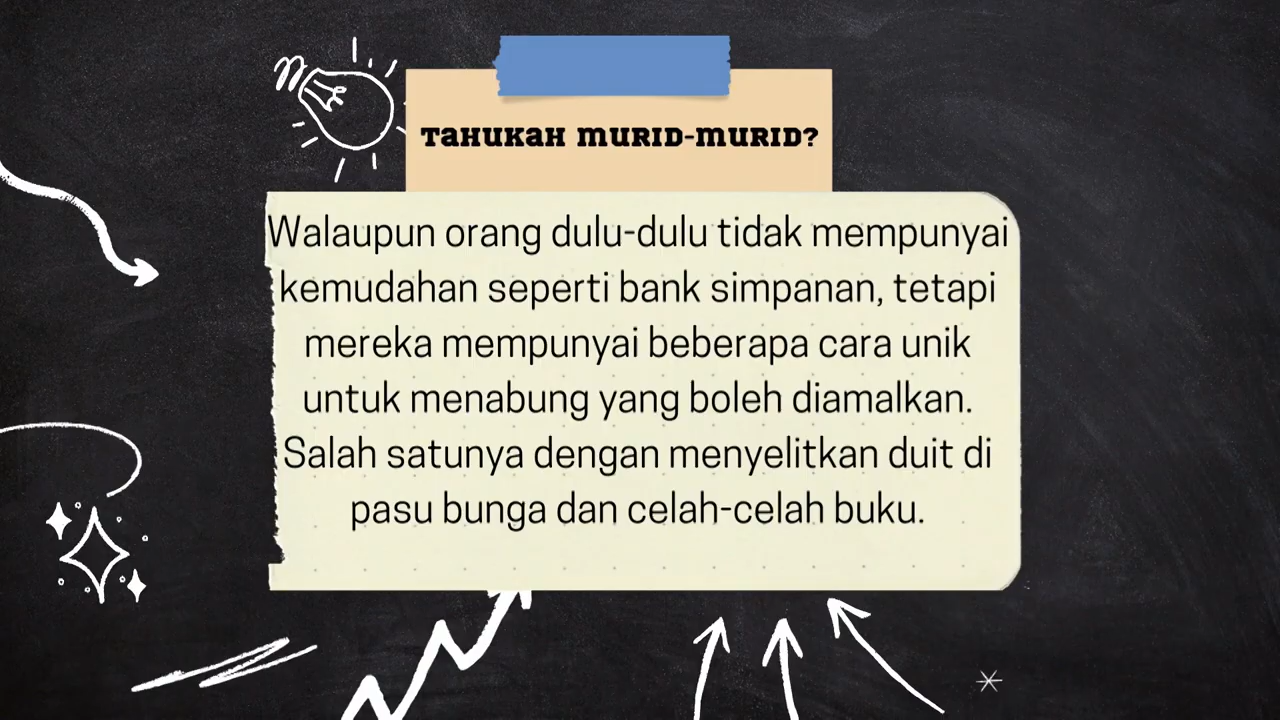 TAHUKAH MURID-MURID?
Walaupun orang dulu-dulu tidak mempunyai
kemudahan seperti bank simpanan, tetapi
mereka mempunyai beberapa cara unik
untuk menabung yang boleh diamalkan.
Salah satunya dengan menyelitkan duit di
pasu bunga dan celah-celah buku.